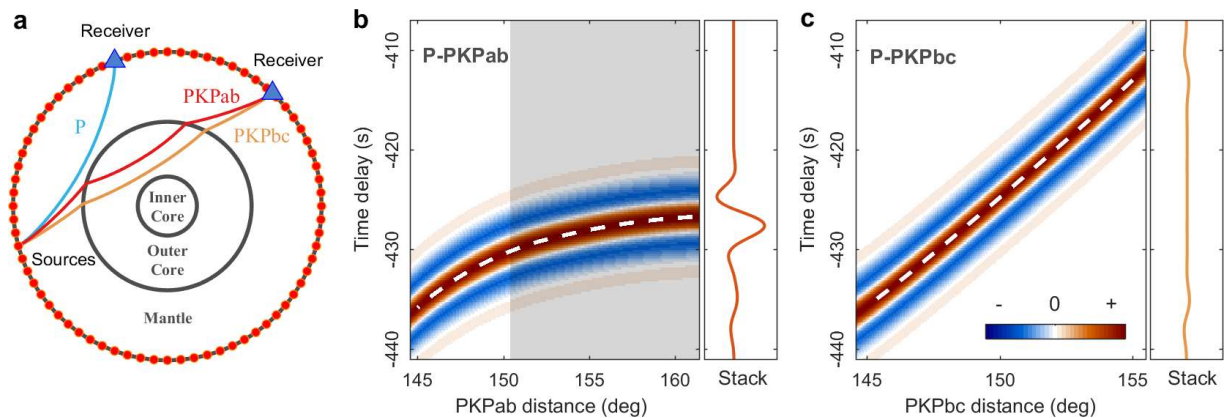 a
Receiver
Receiver
PKPab
P
PKPbc
Inner
Core
Sources
Outer
Core
Mantle
b
P-PKPab
Time delay (s)
-410
-420
-430
-440
145
150
155
160
PKPab distance (deg)
Stack
c
P-PKPbc
Time delay (s)
-410
-420
-430
-440
- 0 +
145
150
155
PKPbc distance (deg)
Stack